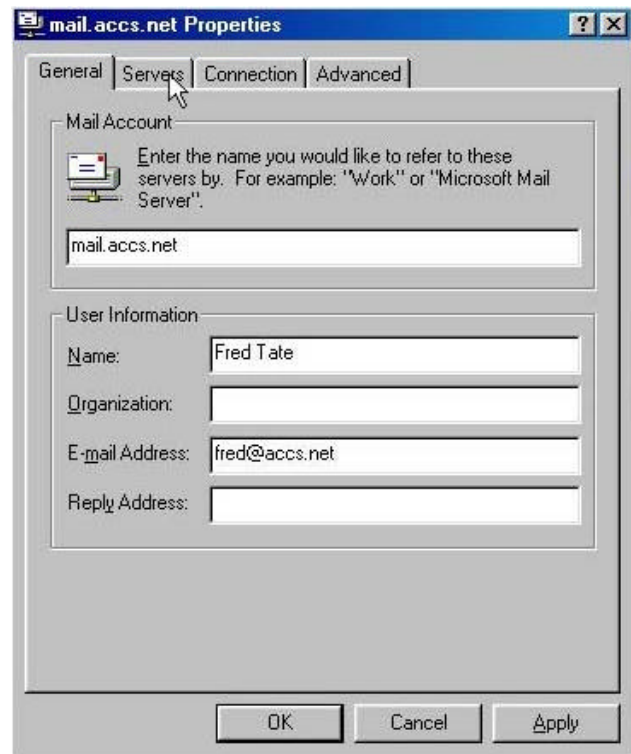 mail.accs.net Properties
General Servers Connection Advanced
Mail Account
Enter the name you would like to refer to these
servers by. For example: "Work" or "Microsoft Mail
Server".
mail.accs.net
User Information
Name: Fred Tate
Organization:
E-mail Address: fred@accs.net
Reply Address:
OK Cancel Apply